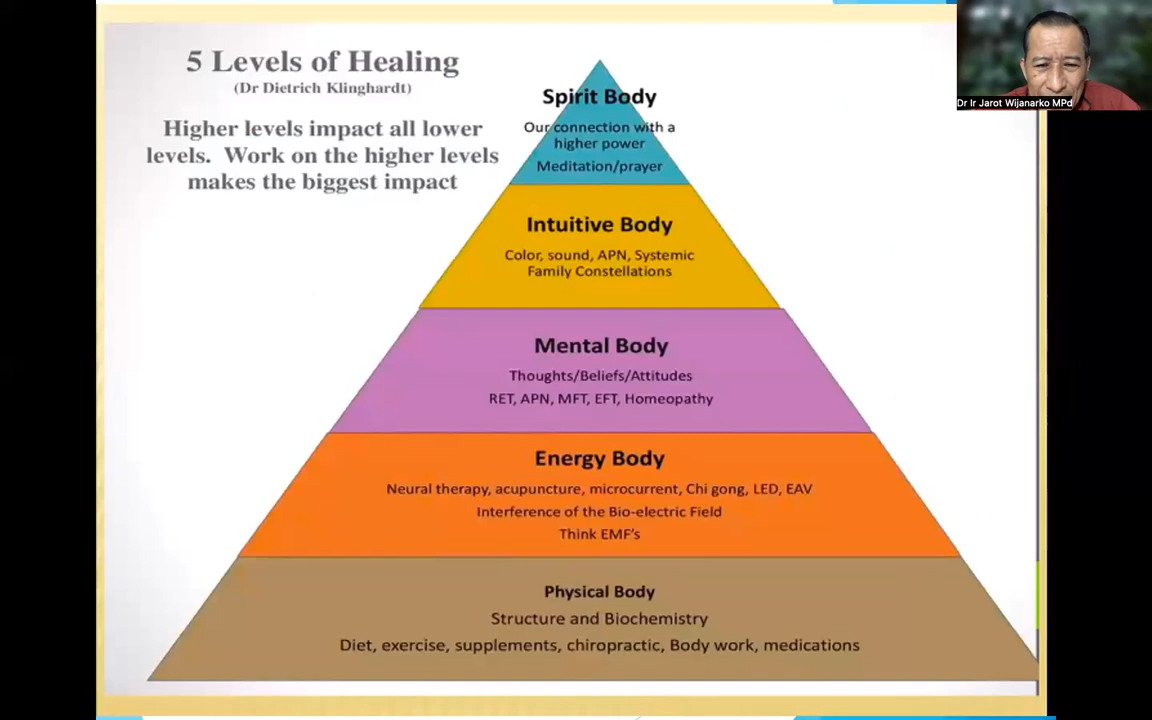 5 Levels of Healing
(Dr Dietrich Klinghardt)
Higher levels impact all lower
levels. Work on the higher levels
makes the biggest impact
Spirit Body
Our connection with a
higher power
Meditation/prayer
Intuitive Body
Color, sound, APN, Systemic
Family Constellations
Mental Body
Thoughts/Beliefs/Attitudes
RET, APN, MFT, EFT, Homeopathy
Energy Body
Neural therapy, acupuncture, microcurrent, Chi gong, LED, EAV
Interference of the Bio-electric Field
Think EMF's
Physical Body
Structure and Biochemistry
Diet, exercise, supplements, chiropractic, Body work, medications
Dr Ir Jarot Wijanarko MPd